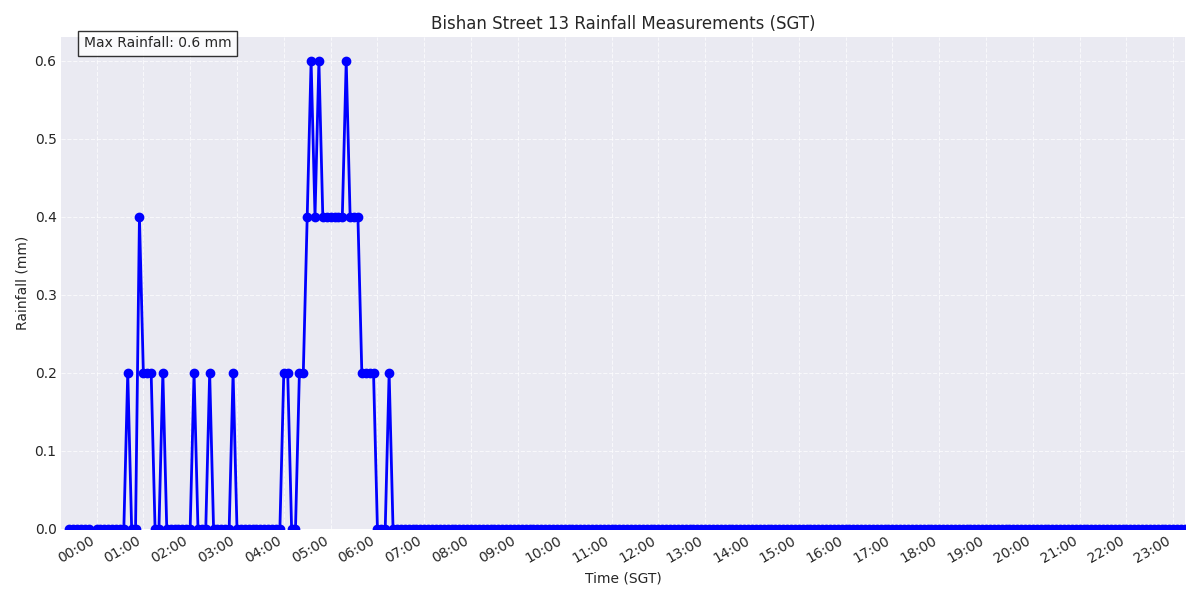 Bishan Street 13 Rainfall Measurements (SGT)
Max Rainfall: 0.6 mm
Rainfall (mm)
0.6
0.5
0.4
0.3
0.2
0.1
0.0
00:00 01:00 02:00 03:00 04:00 05:00 06:00 07:00 08:00 09:00 10:00 11:00 12:00 13:00 14:00 15:00 16:00 17:00 18:00 19:00 20:00 21:00 22:00 23:00
Time (SGT)